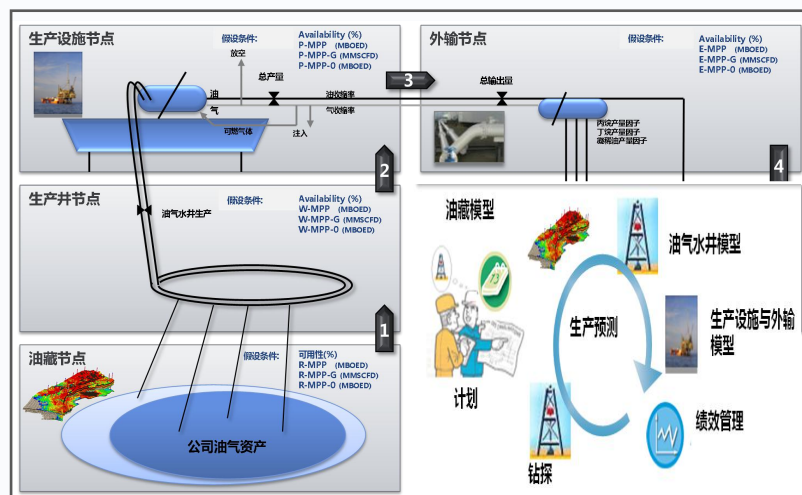 生产设施节点
假设条件:
Availability (%)
P-MPP (MBOED)
P-MPP-G (MMSCFD)
P-MPP-0 (MBOED)
放空
总产量
油
气
油收缩率
气收缩率
可燃气体
注入
2
3
外输节点
假设条件:
Availability (%)
E-MPP (MBOED)
E-MPP-G (MMSCFD)
E-MPP-0 (MBOED)
总输出量
丙烷产量因子
丁烷产量因子
凝稠油产量因子
4
生产井节点
假设条件:
Availability (%)
W-MPP (MBOED)
W-MPP-G (MMSCFD)
W-MPP-0 (MBOED)
油气水井生产
1
油藏节点
假设条件:
可用性(%)
R-MPP (MBOED)
R-MPP-G (MMSCFD)
R-MPP-0 (MBOED)
公司油气资产
油藏模型
油气水井模型
生产预测
生产设施与外输
模型
计划
绩效管理
钻探